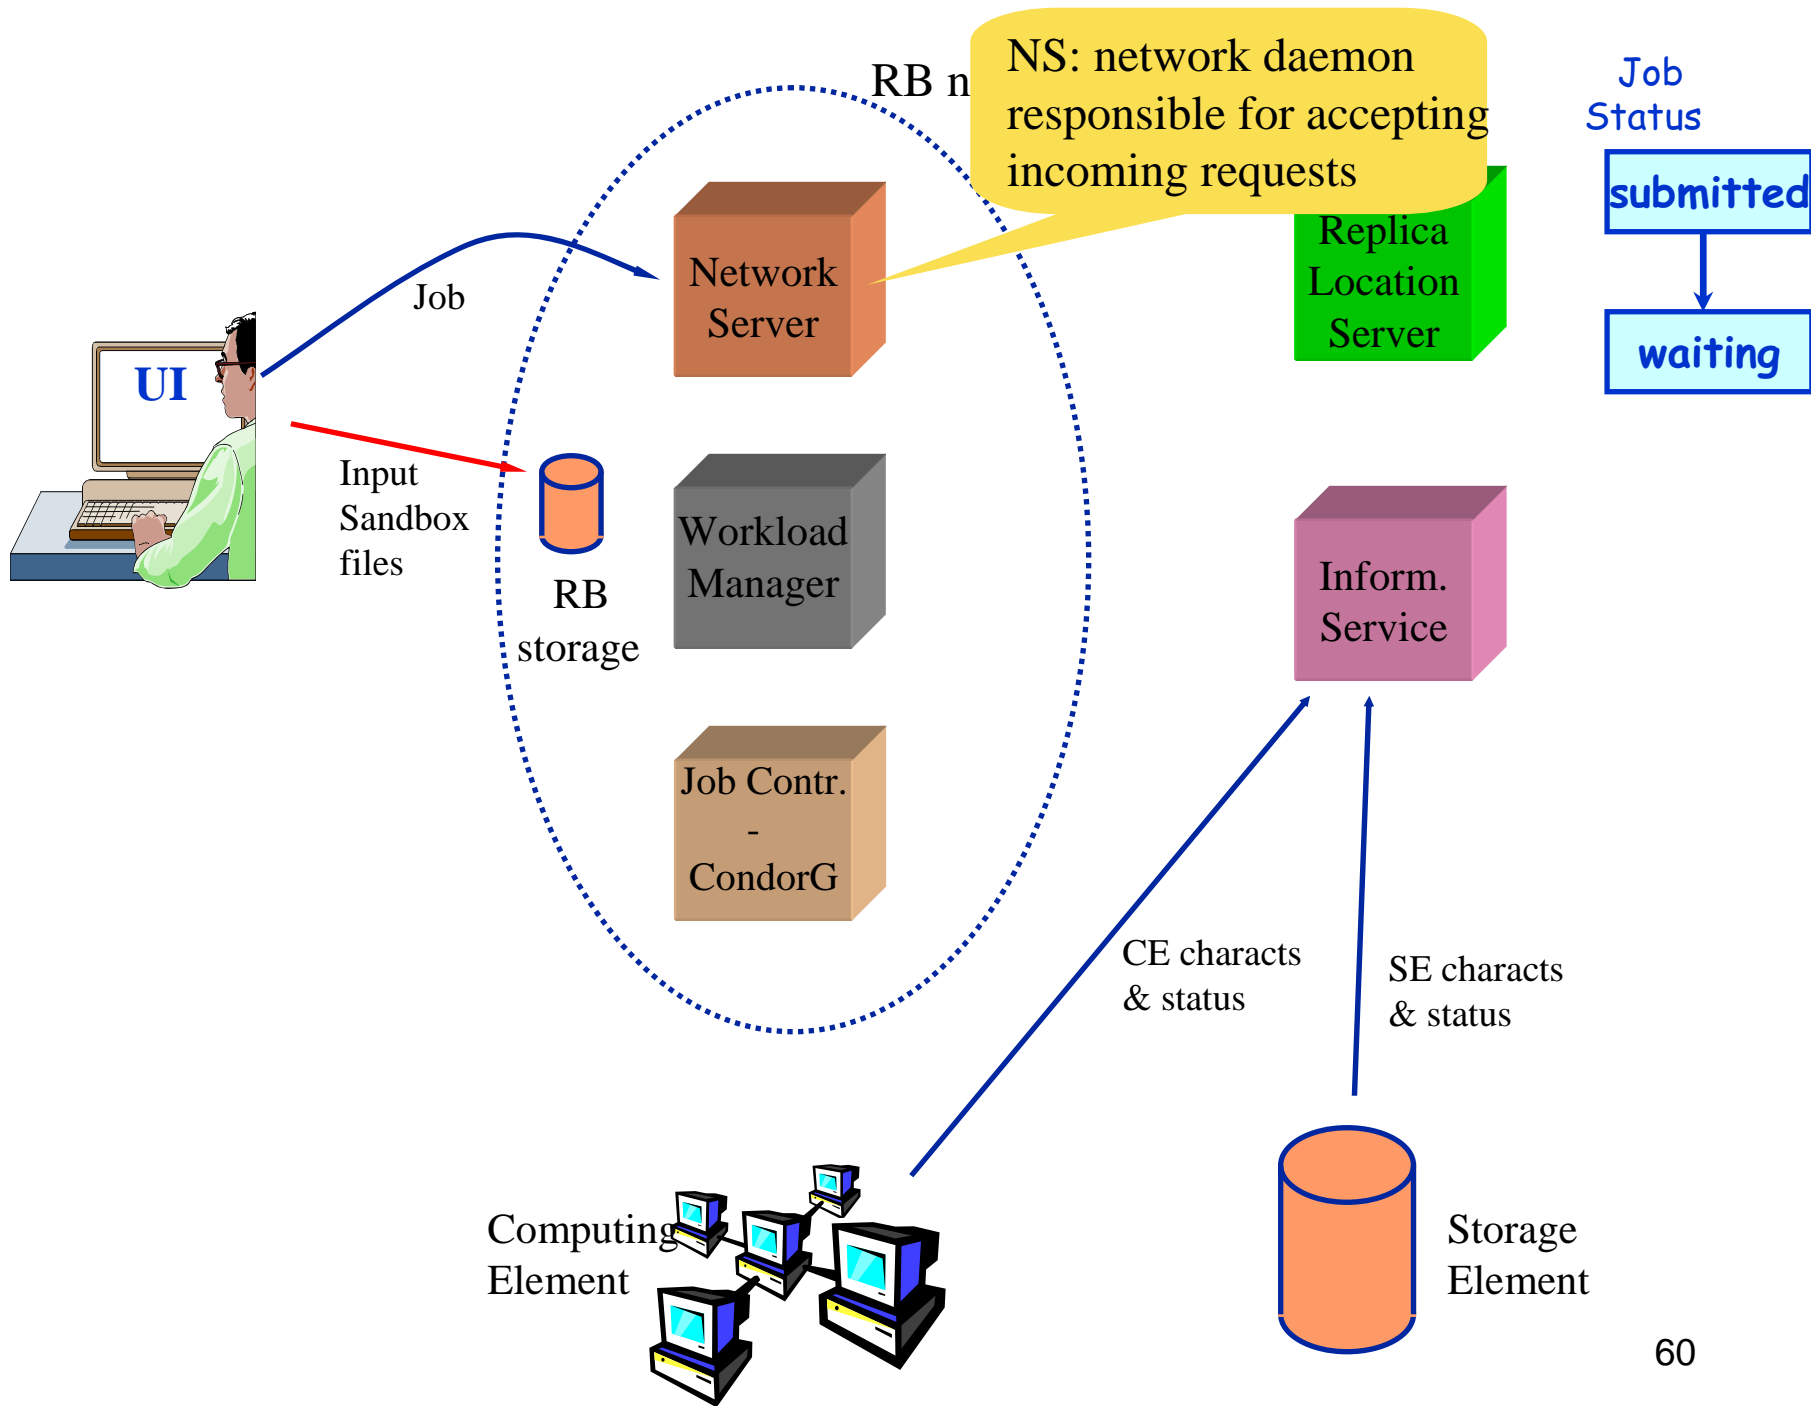 RB n
NS: network daemon
responsible for accepting
incoming requests
Job
Status
submitted
waiting
Network
Server
Replica
Location
Server
Job
UI
Input
Sandbox
files
RB
storage
Workload
Manager
Inform.
Service
Job Contr.
-
CondorG
CE characts
& status
SE characts
& status
Computing
Element
Storage
Element
60